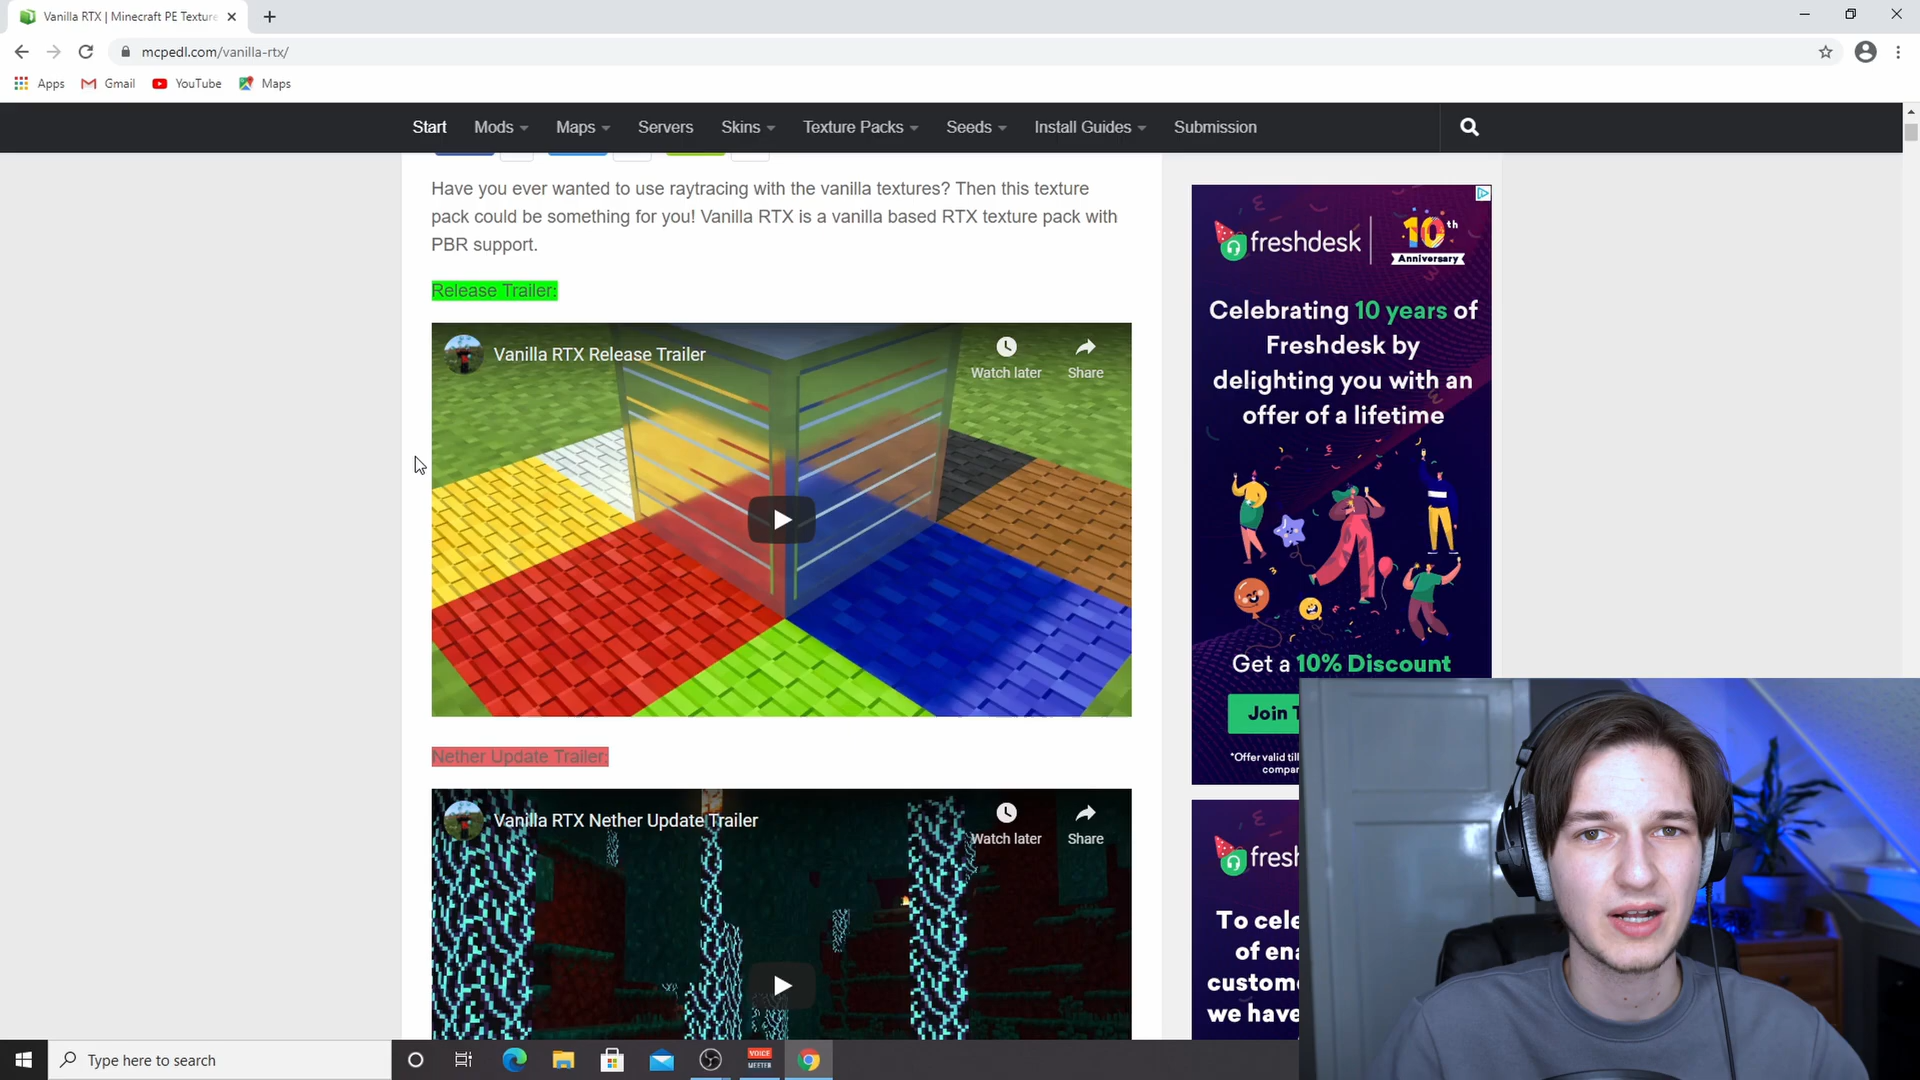 Vanilla RTX | Minecraft PE Texture
mcpedl.com/vanilla-rtx/
Apps
Gmail
YouTube
Maps
Start
Mods
Maps
Servers
Skins
Texture Packs
Seeds
Install Guides
Submission
Have you ever wanted to use raytracing with the vanilla textures? Then this texture
pack could be something for you! Vanilla RTX is a vanilla based RTX texture pack with
PBR support.
Release Trailer:
Vanilla RTX Release Trailer
Watch later
Share
Nether Update Trailer:
Vanilla RTX Nether Update Trailer
Watch later
Share
freshdesk
10th
Anniversary
Celebrating 10 years of
Freshdesk by
delighting you with an
offer of a lifetime
Get a 10% Discount
Join
*Offer valid till
compar
fresh
To cele
of ena
custome
we have
Type here to search
VOICE
MEETER